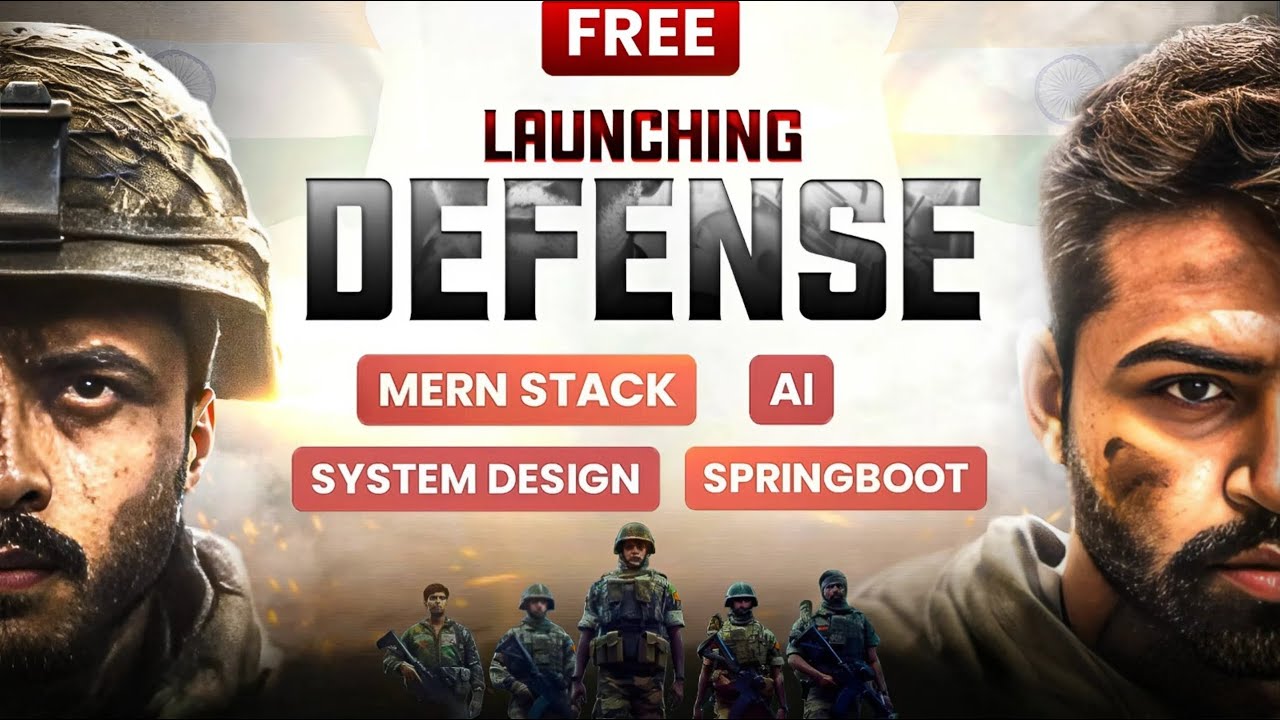 FREE
LAUNCHING
DEFENSE
MERN STACK AI
SYSTEM DESIGN SPRINGBOOT